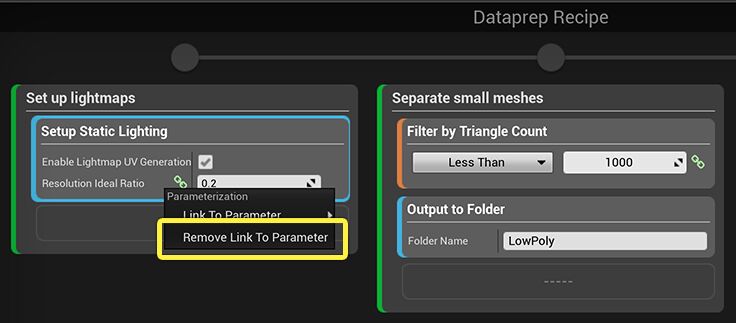 Dataprep Recipe
Set up lightmaps
Setup Static Lighting
Enable Lightmap UV Generation
Resolution Ideal Ratio 0.2
Parameterization
Link To Parameter
Remove Link To Parameter
Separate small meshes
Filter by Triangle Count
Less Than 1000
Output to Folder
Folder Name LowPoly
-----